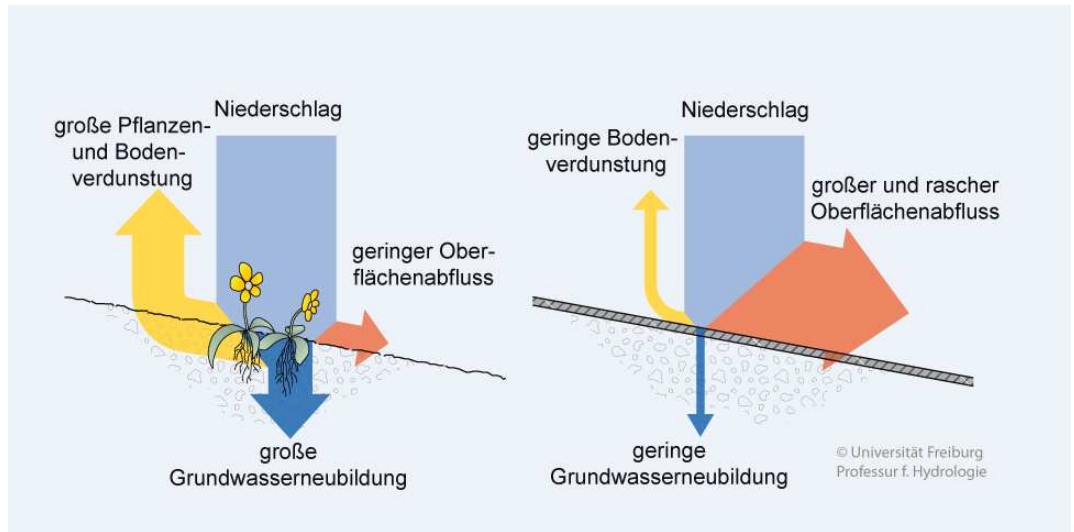 Niederschlag
große Pflanzen-
und Boden-
verdunstung
geringer Ober-
flächenabfluss
große
Grundwasserneubildung
Niederschlag
geringe Boden-
verdunstung
großer und rascher
Oberflächenabfluss
geringe
Grundwasserneubildung
© Universität Freiburg
Professur f. Hydrologie